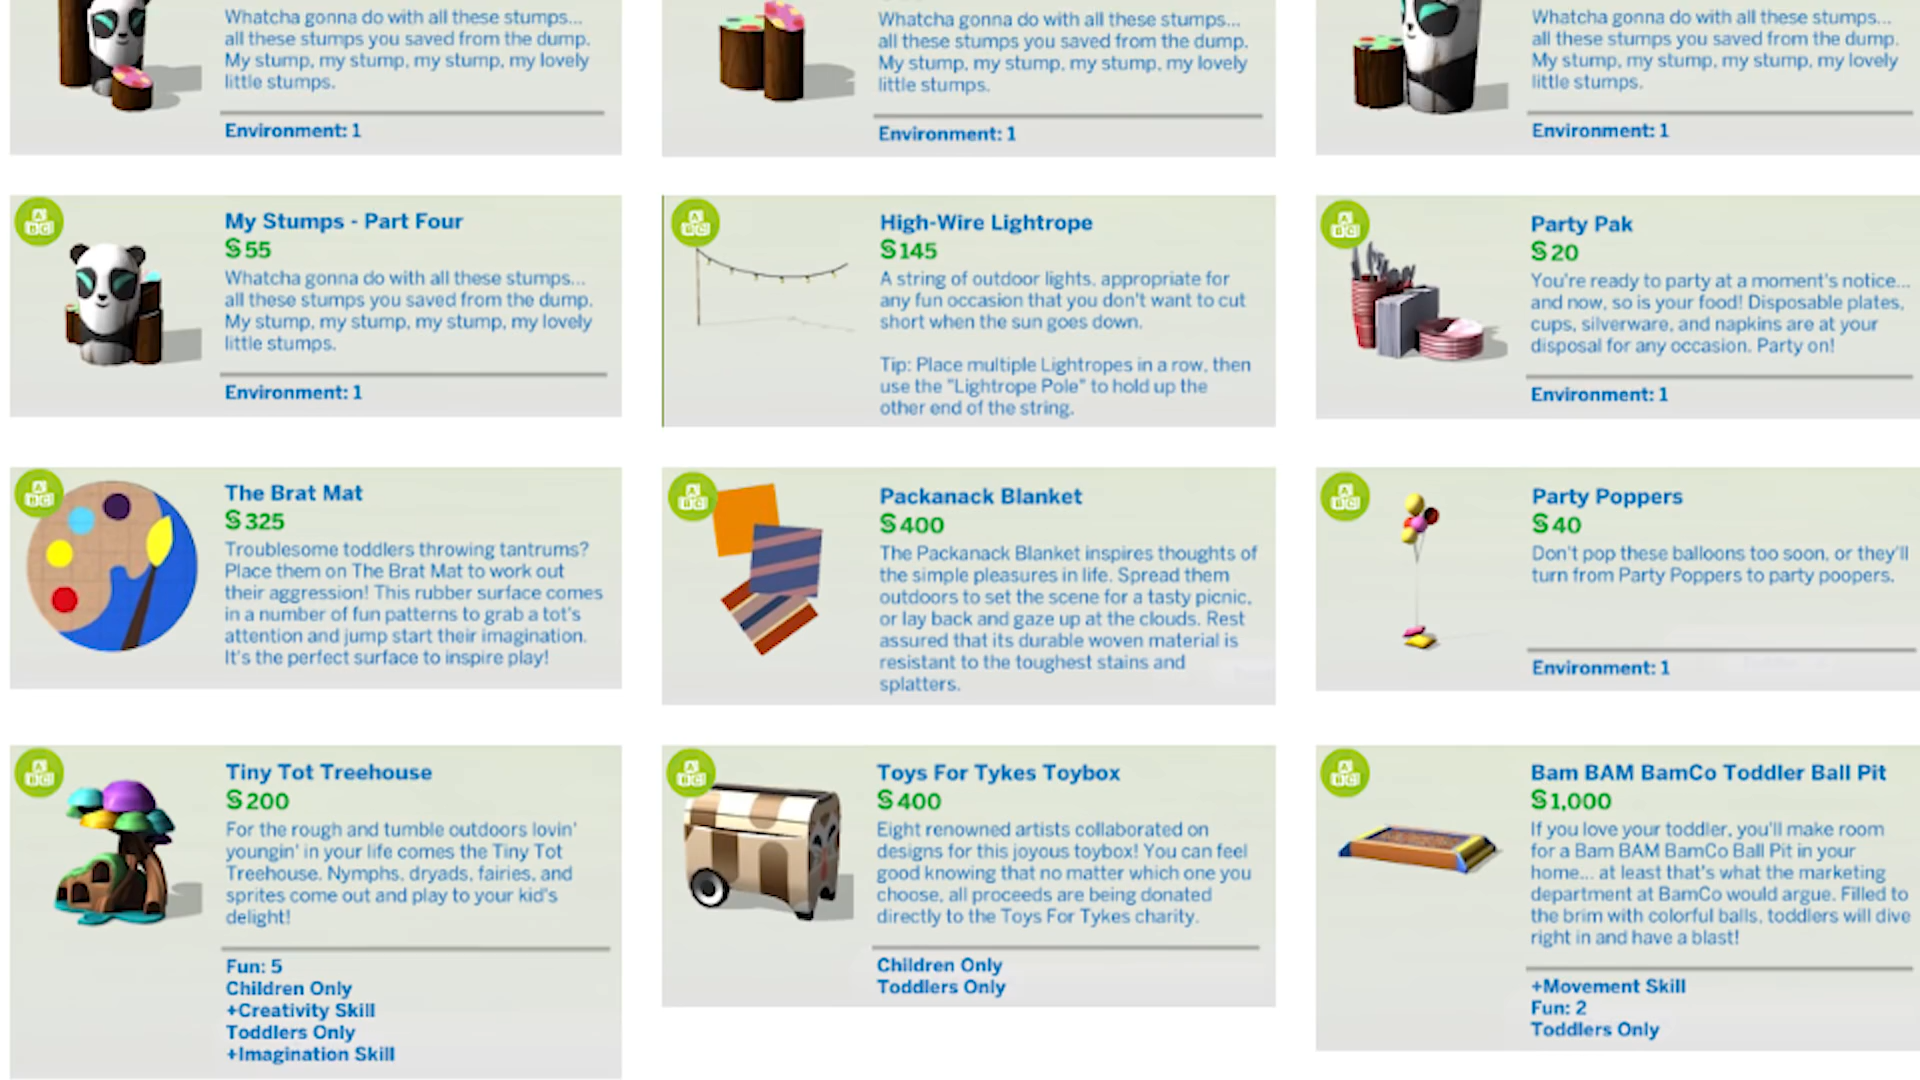 Whatcha gonna do with all these stumps...
all these stumps you saved from the dump.
My stump, my stump, my stump, my lovely
little stumps.
Environment: 1
Whatcha gonna do with all these stumps...
all these stumps you saved from the dump.
My stump, my stump, my stump, my lovely
little stumps.
Environment: 1
Whatcha gonna do with all these stumps...
all these stumps you saved from the dump.
My stump, my stump, my stump, my lovely
little stumps.
Environment: 1
My Stumps - Part Four
§55
Whatcha gonna do with all these stumps...
all these stumps you saved from the dump.
My stump, my stump, my stump, my lovely
little stumps.
Environment: 1
High-Wire Lightrope
§145
A string of outdoor lights, appropriate for
any fun occasion that you don't want to cut
short when the sun goes down.
Tip: Place multiple Lightropes in a row, then
use the "Lightrope Pole" to hold up the
other end of the string.
Party Pak
§20
You're ready to party at a moment's notice...
and now, so is your food! Disposable plates,
cups, silverware, and napkins are at your
disposal for any occasion. Party on!
Environment: 1
The Brat Mat
§325
Troublesome toddlers throwing tantrums?
Place them on The Brat Mat to work out
their aggression! This rubber surface comes
in a number of fun patterns to grab a tot's
attention and jump start their imagination.
It's the perfect surface to inspire play!
Packanack Blanket
§400
The Packanack Blanket inspires thoughts of
the simple pleasures in life. Spread them
outdoors to set the scene for a tasty picnic,
or lay back and gaze up at the clouds. Rest
assured that its durable woven material is
resistant to the toughest stains and
splatters.
Party Poppers
§40
Don't pop these balloons too soon, or they'll
turn from Party Poppers to party poopers.
Environment: 1
Tiny Tot Treehouse
§200
For the rough and tumble outdoors lovin'
youngin' in your life comes the Tiny Tot
Treehouse. Nymphs, dryads, fairies, and
sprites come out and play to your kid's
delight!
Fun: 5
Children Only
+Creativity Skill
Toddlers Only
+Imagination Skill
Toys For Tykes Toybox
§400
Eight renowned artists collaborated on
designs for this joyous toybox! You can feel
good knowing that no matter which one you
choose, all proceeds are being donated
directly to the Toys For Tykes charity.
Children Only
Toddlers Only
Bam BAM BamCo Toddler Ball Pit
§1,000
If you love your toddler, you'll make room
for a Bam BAM BamCo Ball Pit in your
home... at least that's what the marketing
department at BamCo would argue. Filled to
the brim with colorful balls, toddlers will dive
right in and have a blast!
+Movement Skill
Fun: 2
Toddlers Only